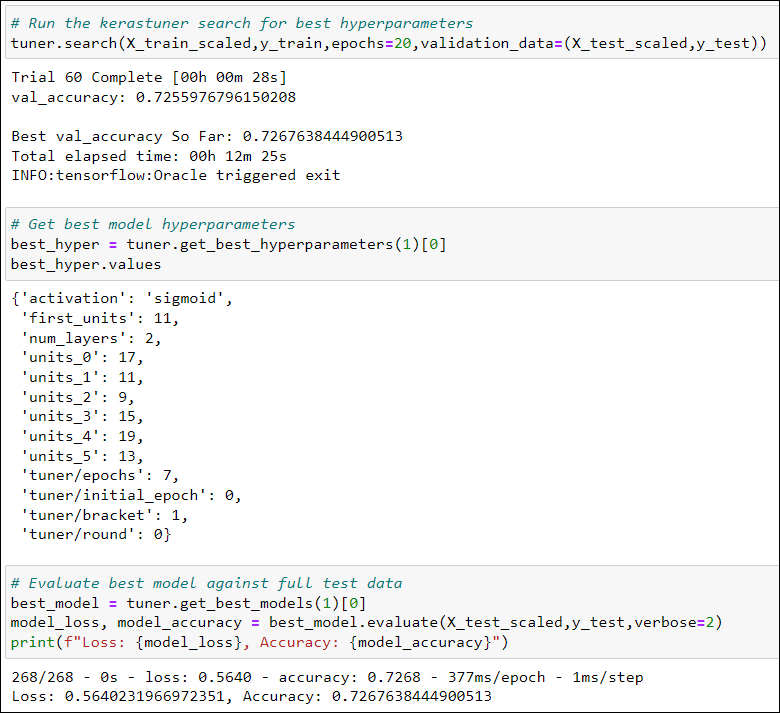 # Run the kerastuner search for best hyperparameters
tuner.search(X_train_scaled,y_train,epochs=20,validation_data=(X_test_scaled,y_test))
Trial 60 Complete [00h 00m 28s]
val_accuracy: 0.7255976796150208
Best val_accuracy So Far: 0.7267638444900513
Total elapsed time: 00h 12m 25s
INFO:tensorflow:Oracle triggered exit
# Get best model hyperparameters
best_hyper = tuner.get_best_hyperparameters(1)[0]
best_hyper.values
{'activation': 'sigmoid',
 'first_units': 11,
 'num_layers': 2,
 'units_0': 17,
 'units_1': 11,
 'units_2': 9,
 'units_3': 15,
 'units_4': 19,
 'units_5': 13,
 'tuner/epochs': 7,
 'tuner/initial_epoch': 0,
 'tuner/bracket': 1,
 'tuner/round': 0}
# Evaluate best model against full test data
best_model = tuner.get_best_models(1)[0]
model_loss, model_accuracy = best_model.evaluate(X_test_scaled,y_test,verbose=2)
print(f"Loss: {model_loss}, Accuracy: {model_accuracy}")
268/268 - 0s - loss: 0.5640 - accuracy: 0.7268 - 377ms/epoch - 1ms/step
Loss: 0.5640231966972351, Accuracy: 0.7267638444900513